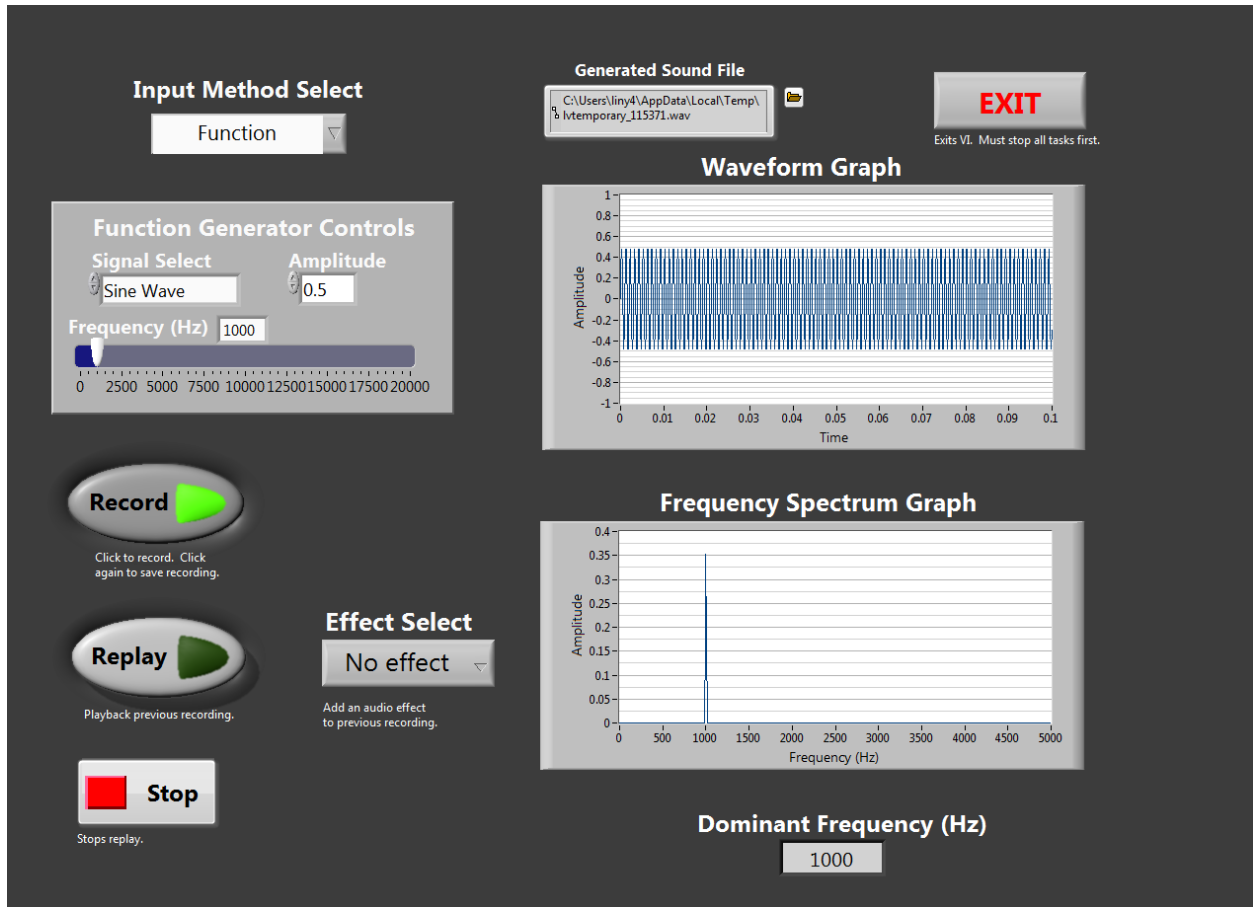 Input Method Select
Function
Generated Sound File
C:\Users\liny4\AppData\Local\Temp\
lvtemporary_115371.wav
EXIT
Exits VI.  Must stop all tasks first.
Function Generator Controls
Signal Select
Amplitude
Sine Wave
0.5
Frequency (Hz)
1000
0 2500 5000 7500 10000 12500 15000 17500 20000
Waveform Graph
1
0.8
0.6
0.4
0.2
0
-0.2
-0.4
-0.6
-0.8
-1
Amplitude
0 0.01 0.02 0.03 0.04 0.05 0.06 0.07 0.08 0.09 0.1
Time
Record
Click to record.  Click
again to save recording.
Replay
Playback previous recording.
Effect Select
No effect
Add an audio effect
to previous recording.
Stop
Stops replay.
Frequency Spectrum Graph
0.4
0.35
0.3
0.25
0.2
0.15
0.1
0.05
0
Amplitude
0 500 1000 1500 2000 2500 3000 3500 4000 4500 5000
Frequency (Hz)
Dominant Frequency (Hz)
1000